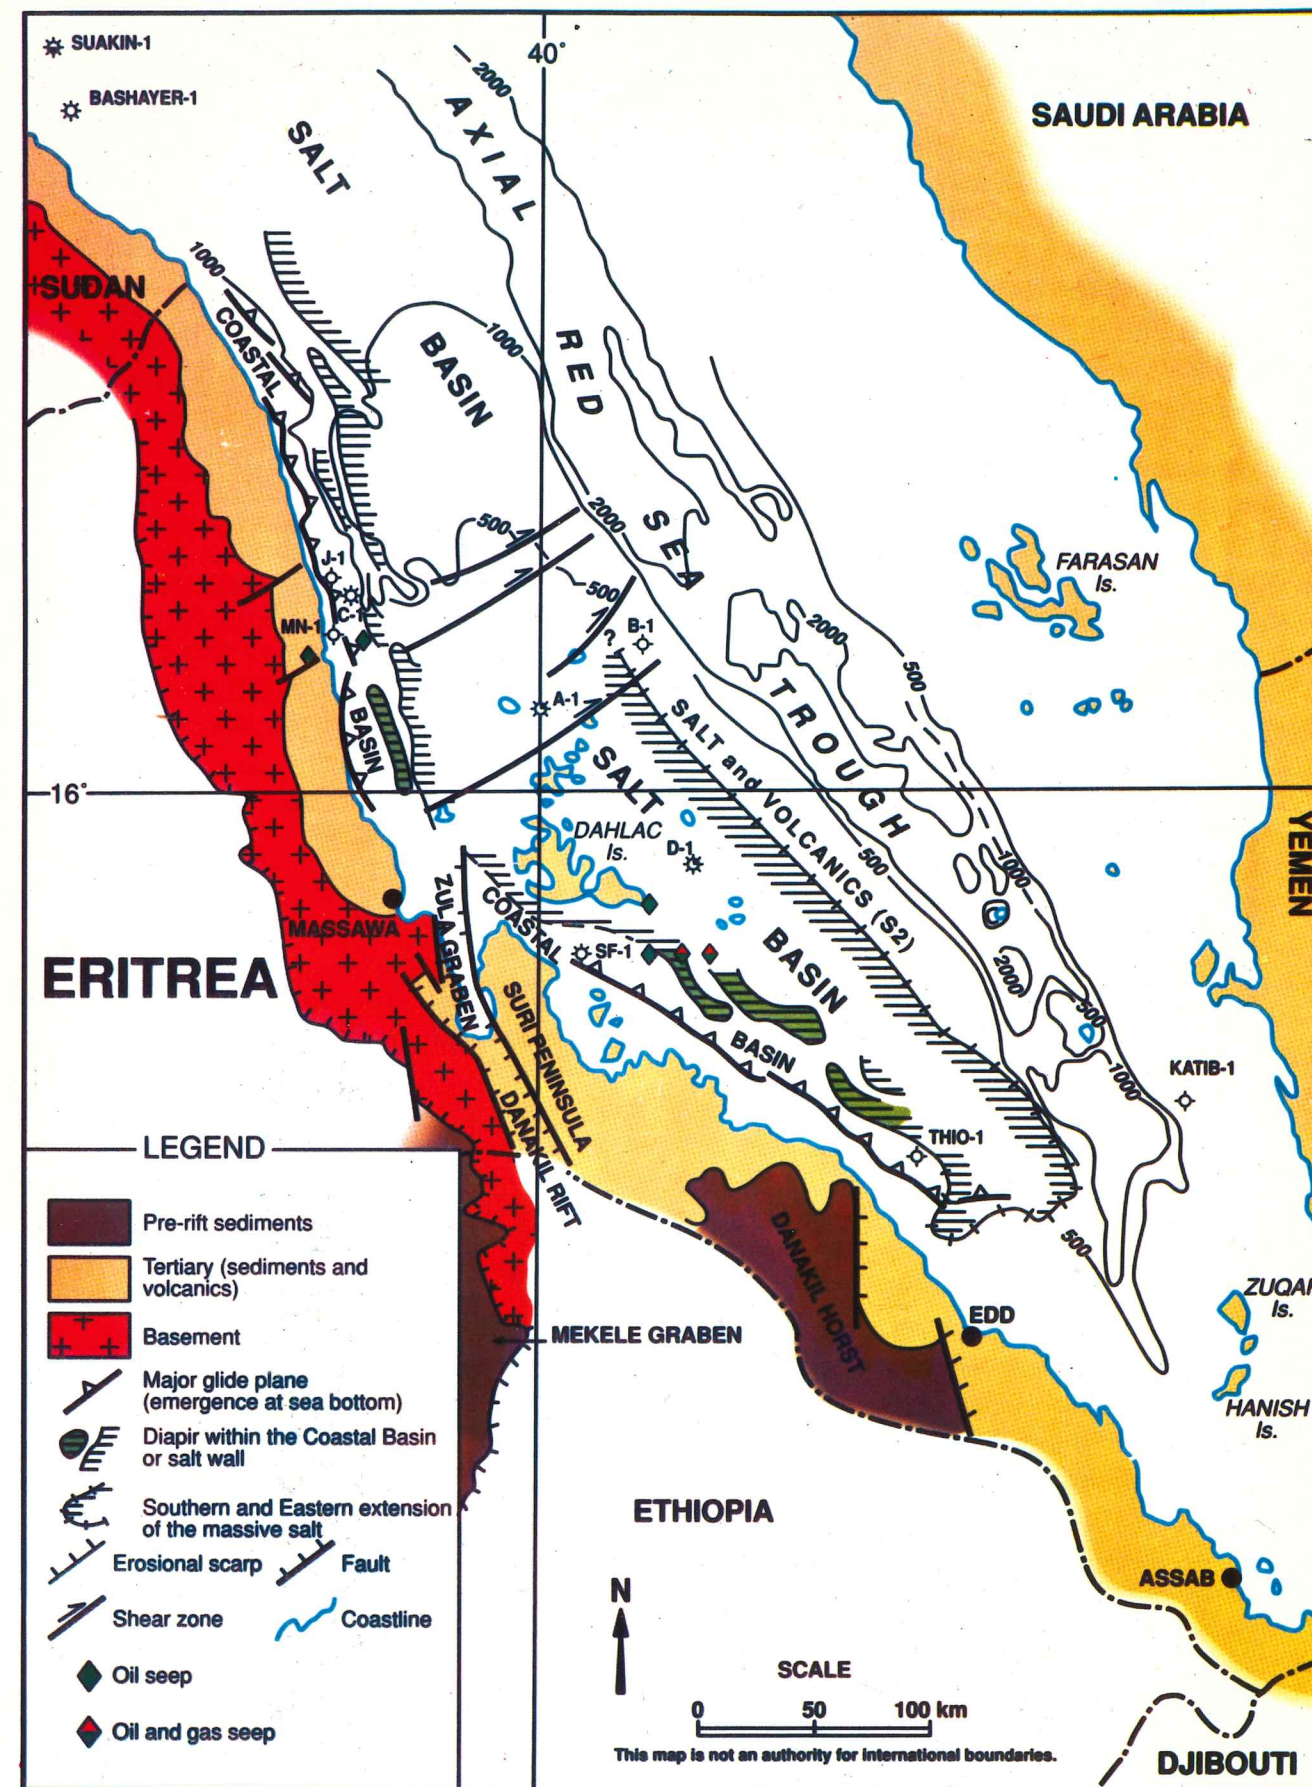 SUAKIN-1
BASHAYER-1
40°
2000
SAUDI ARABIA
SALT
AXIAL
1000
SUDAN
COASTAL
BASIN
1000
RED
500
2000
SEA
J-1
C-1
MN-1
500
?
B-1
2000
500
FARASAN
Is.
A-1
BASIN
SALT
SALT and VOLCANICS (S2)
TROUGH
16°
DAHLAC
Is.
D-1
500
1000
YEMEN
MASSAWA
ZULA GRABEN
COASTAL
SF-1
BASIN
2000
500
ERITREA
SURI PENINSULA
BASIN
1000
KATIB-1
DANAKIL RIFT
THIO-1
500
DANAKIL HORST
ZUQAR
Is.
EDD
MEKELE GRABEN
HANISH
Is.
ETHIOPIA
ASSAB
DJIBOUTI
LEGEND
Pre-rift sediments
Tertiary (sediments and
volcanics)
Basement
Major glide plane
(emergence at sea bottom)
Diapir within the Coastal Basin
or salt wall
Southern and Eastern extension
of the massive salt
Erosional scarp
Fault
Shear zone
Coastline
Oil seep
Oil and gas seep
N
SCALE
0 50 100 km
This map is not an authority for international boundaries.